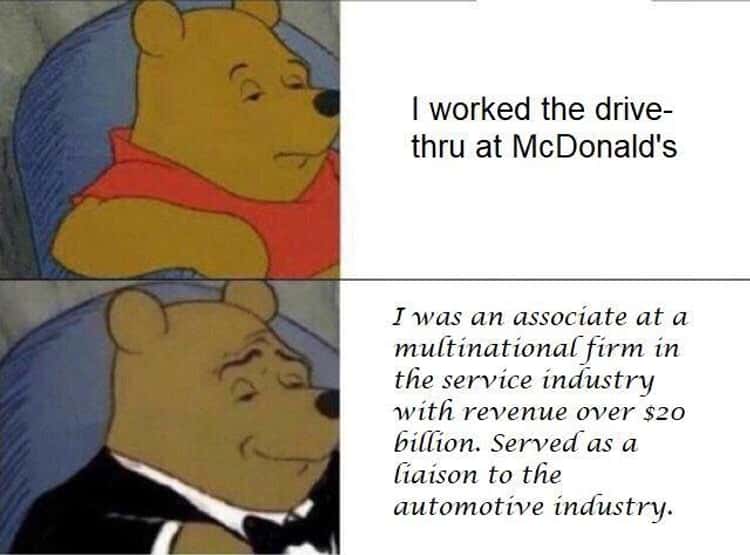 I worked the drive-
thru at McDonald's
I was an associate at a
multinational firm in
the service industry
with revenue over $20
billion. Served as a
liaison to the
automotive industry.